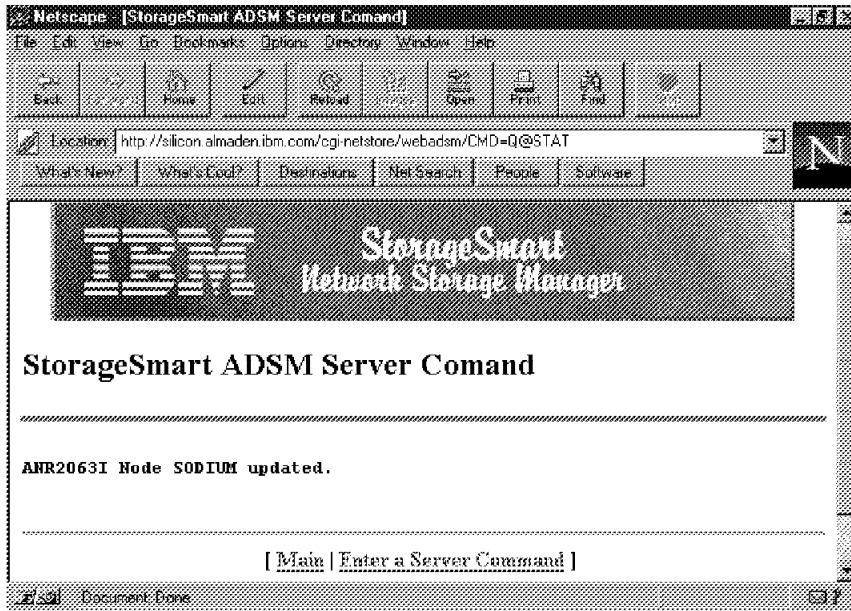 Netscape - [StorageSmart ADSM Server Comand]
File Edit View Go Bookmarks Options Directory Window Help
Back Home Edit Reload Open Print Find
Location: http://silicon.almaden.ibm.com/cgi-netstore/webadsm/CMD=Q@STAT
What's New? What's Cool? Destinations Net Search People Software
N
IBM
StorageSmart
Network Storage Manager
StorageSmart ADSM Server Comand
ANR2063I Node SODIUM updated.
[ Main | Enter a Server Command ]
Document: Done